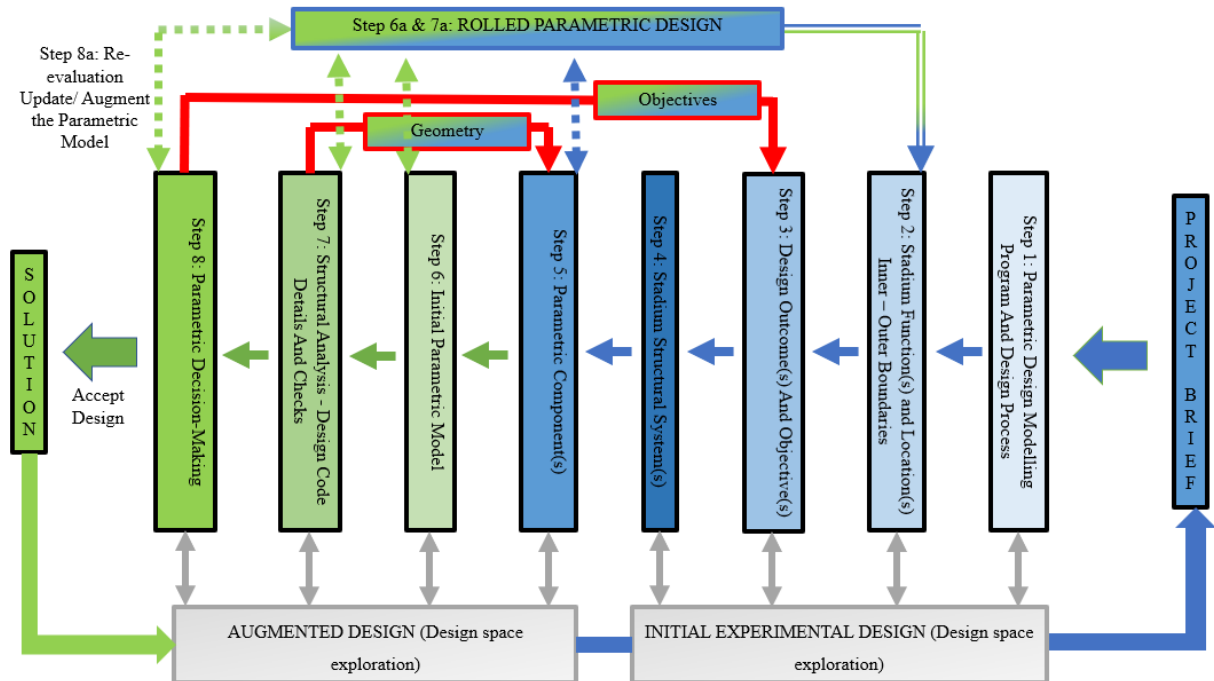 Step 6a & 7a: ROLLED PARAMETRIC DESIGN
Step 8a: Re-
evaluation
Update/ Augment
the Parametric
Model
Objectives
Geometry
SOLUTION
Accept
Design
Step 8: Parametric Decision-Making
Step 7: Structural Analysis - Design Code
Details And Checks
Step 6: Initial Parametric Model
Step 5: Parametric Component(s)
Step 4: Stadium Structural System(s)
Step 3: Design Outcome(s) And Objective(s)
Step 2: Stadium Function(s) and Location(s)
Inner – Outer Boundaries
Step 1: Parametric Design Modelling
Program And Design Process
PROJECT BRIEF
AUGMENTED DESIGN (Design space
exploration)
INITIAL EXPERIMENTAL DESIGN (Design space
exploration)